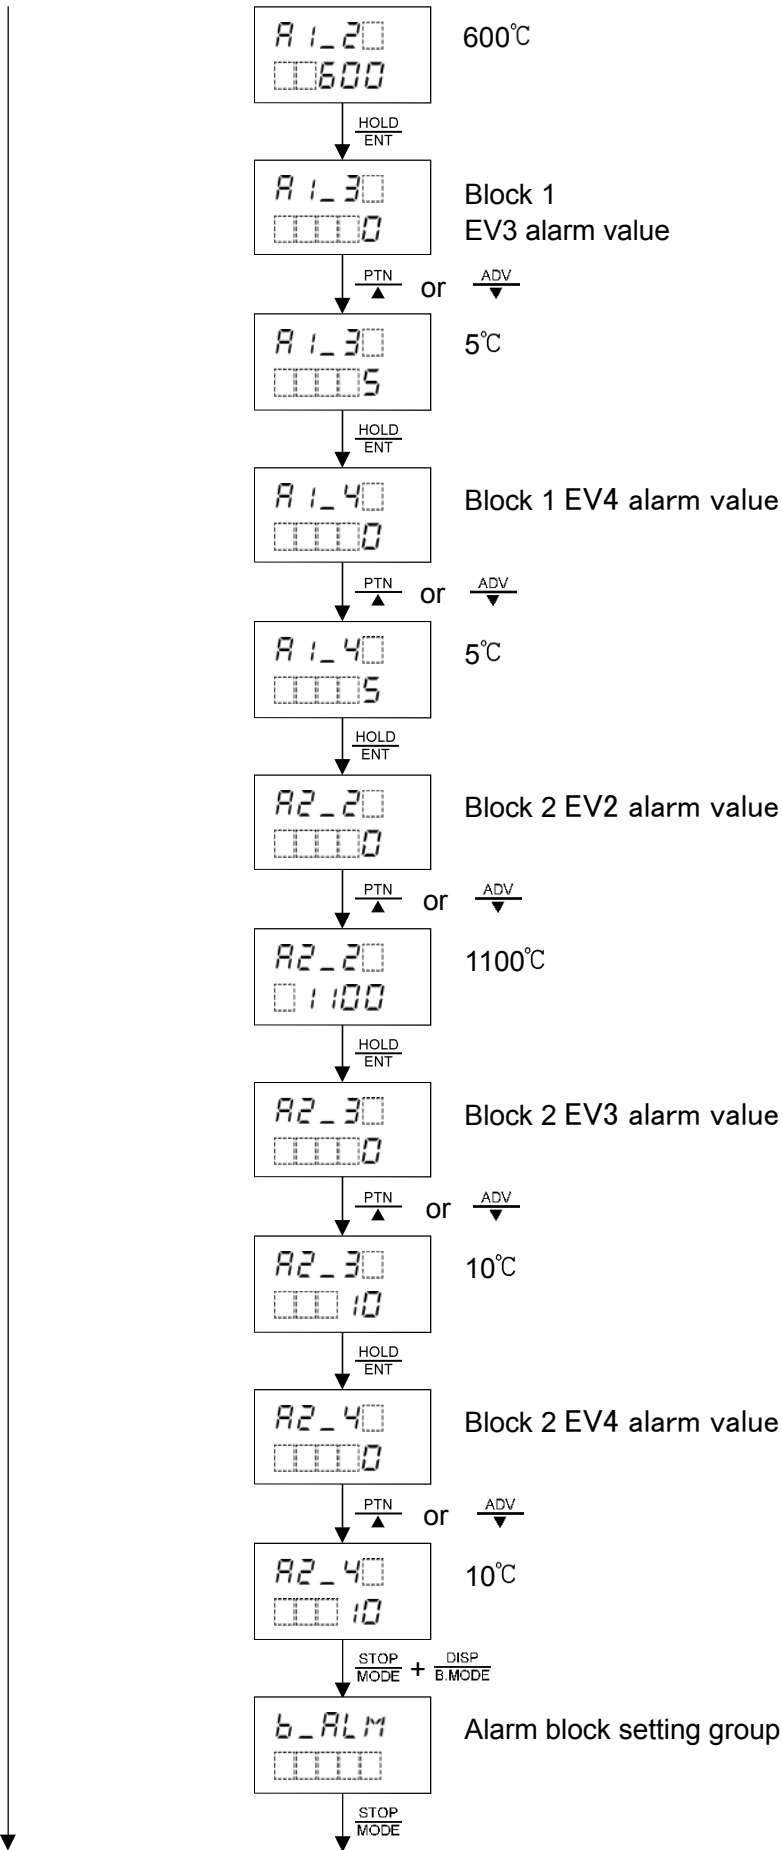 A1_2 600℃
600
HOLD
ENT
A1_3 Block 1
0 EV3 alarm value
PTN or ADV
▲ ▼
A1_3 5℃
5
HOLD
ENT
A1_4 Block 1 EV4 alarm value
0
PTN or ADV
▲ ▼
A1_4 5℃
5
HOLD
ENT
A2_2 Block 2 EV2 alarm value
0
PTN or ADV
▲ ▼
A2_2 1100℃
1100
HOLD
ENT
A2_3 Block 2 EV3 alarm value
0
PTN or ADV
▲ ▼
A2_3 10℃
10
HOLD
ENT
A2_4 Block 2 EV4 alarm value
0
PTN or ADV
▲ ▼
A2_4 10℃
10
STOP + DISP
MODE B.MODE
b_ALM Alarm block setting group
STOP
MODE